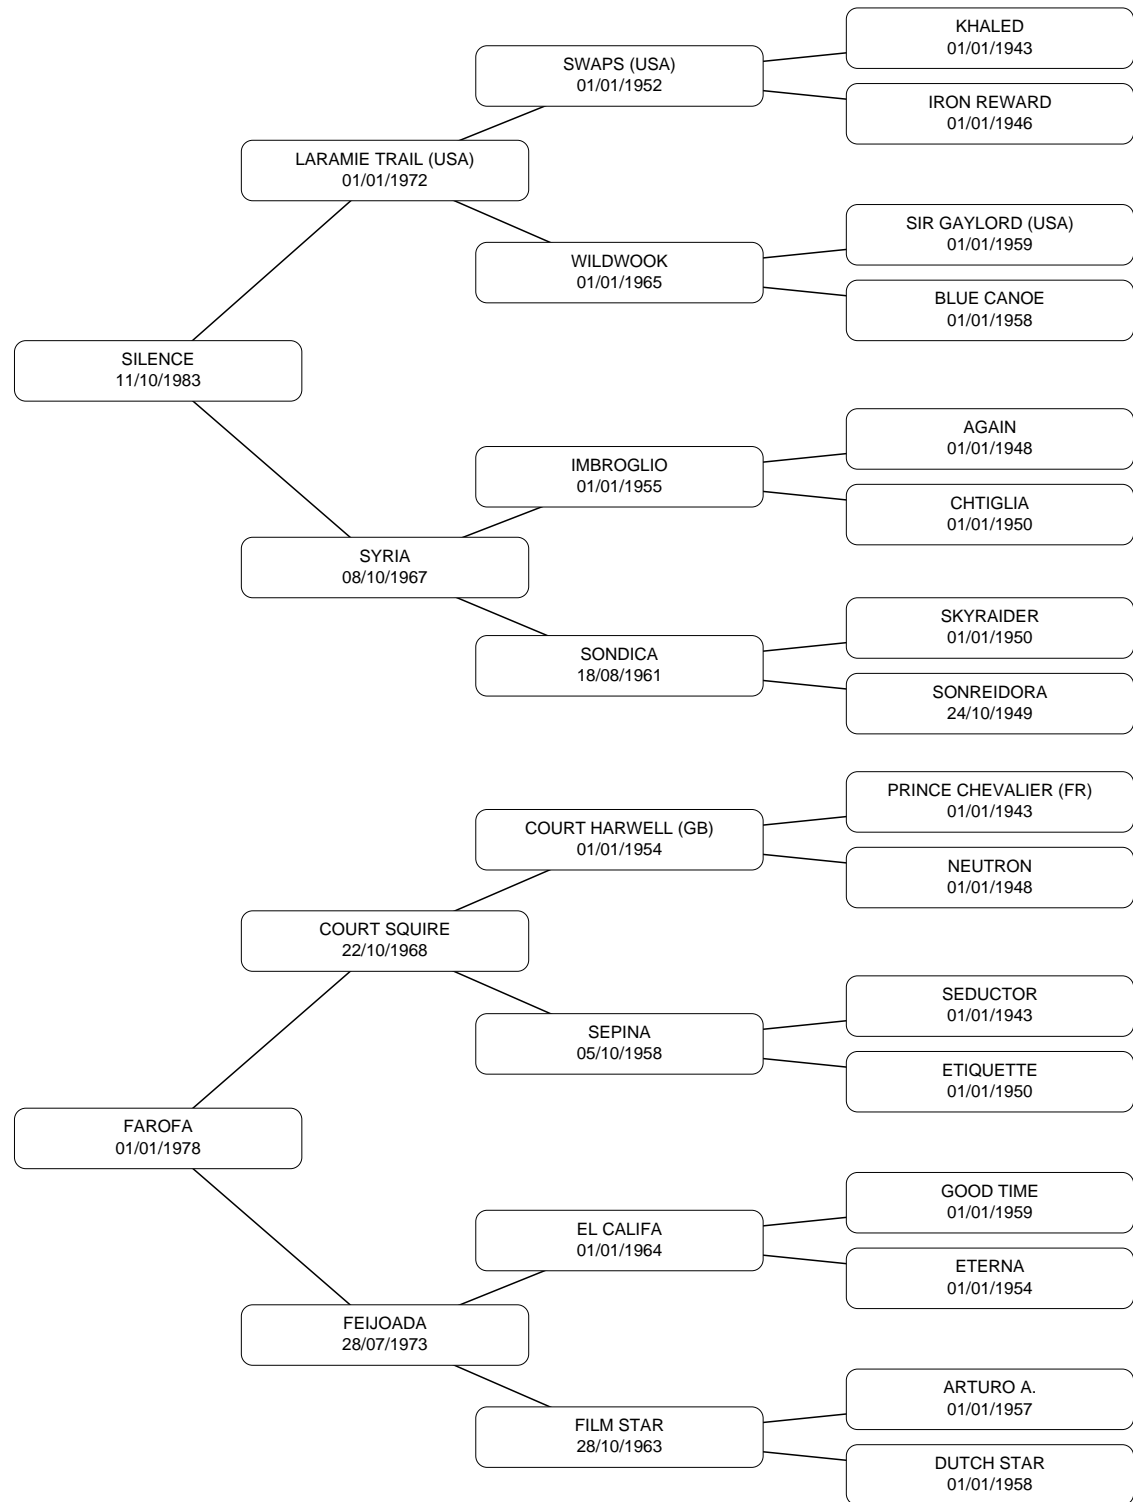 KHALED
01/01/1943
SWAPS (USA)
01/01/1952
IRON REWARD
01/01/1946
LARAMIE TRAIL (USA)
01/01/1972
SIR GAYLORD (USA)
01/01/1959
WILDWOOK
01/01/1965
BLUE CANOE
01/01/1958
SILENCE
11/10/1983
AGAIN
01/01/1948
IMBROGLIO
01/01/1955
CHTIGLIA
01/01/1950
SYRIA
08/10/1967
SKYRAIDER
01/01/1950
SONDICA
18/08/1961
SONREIDORA
24/10/1949
PRINCE CHEVALIER (FR)
01/01/1943
COURT HARWELL (GB)
01/01/1954
NEUTRON
01/01/1948
COURT SQUIRE
22/10/1968
SEDUCTOR
01/01/1943
SEPINA
05/10/1958
ETIQUETTE
01/01/1950
FAROFA
01/01/1978
GOOD TIME
01/01/1959
EL CALIFA
01/01/1964
ETERNA
01/01/1954
FEIJOADA
28/07/1973
ARTURO A.
01/01/1957
FILM STAR
28/10/1963
DUTCH STAR
01/01/1958